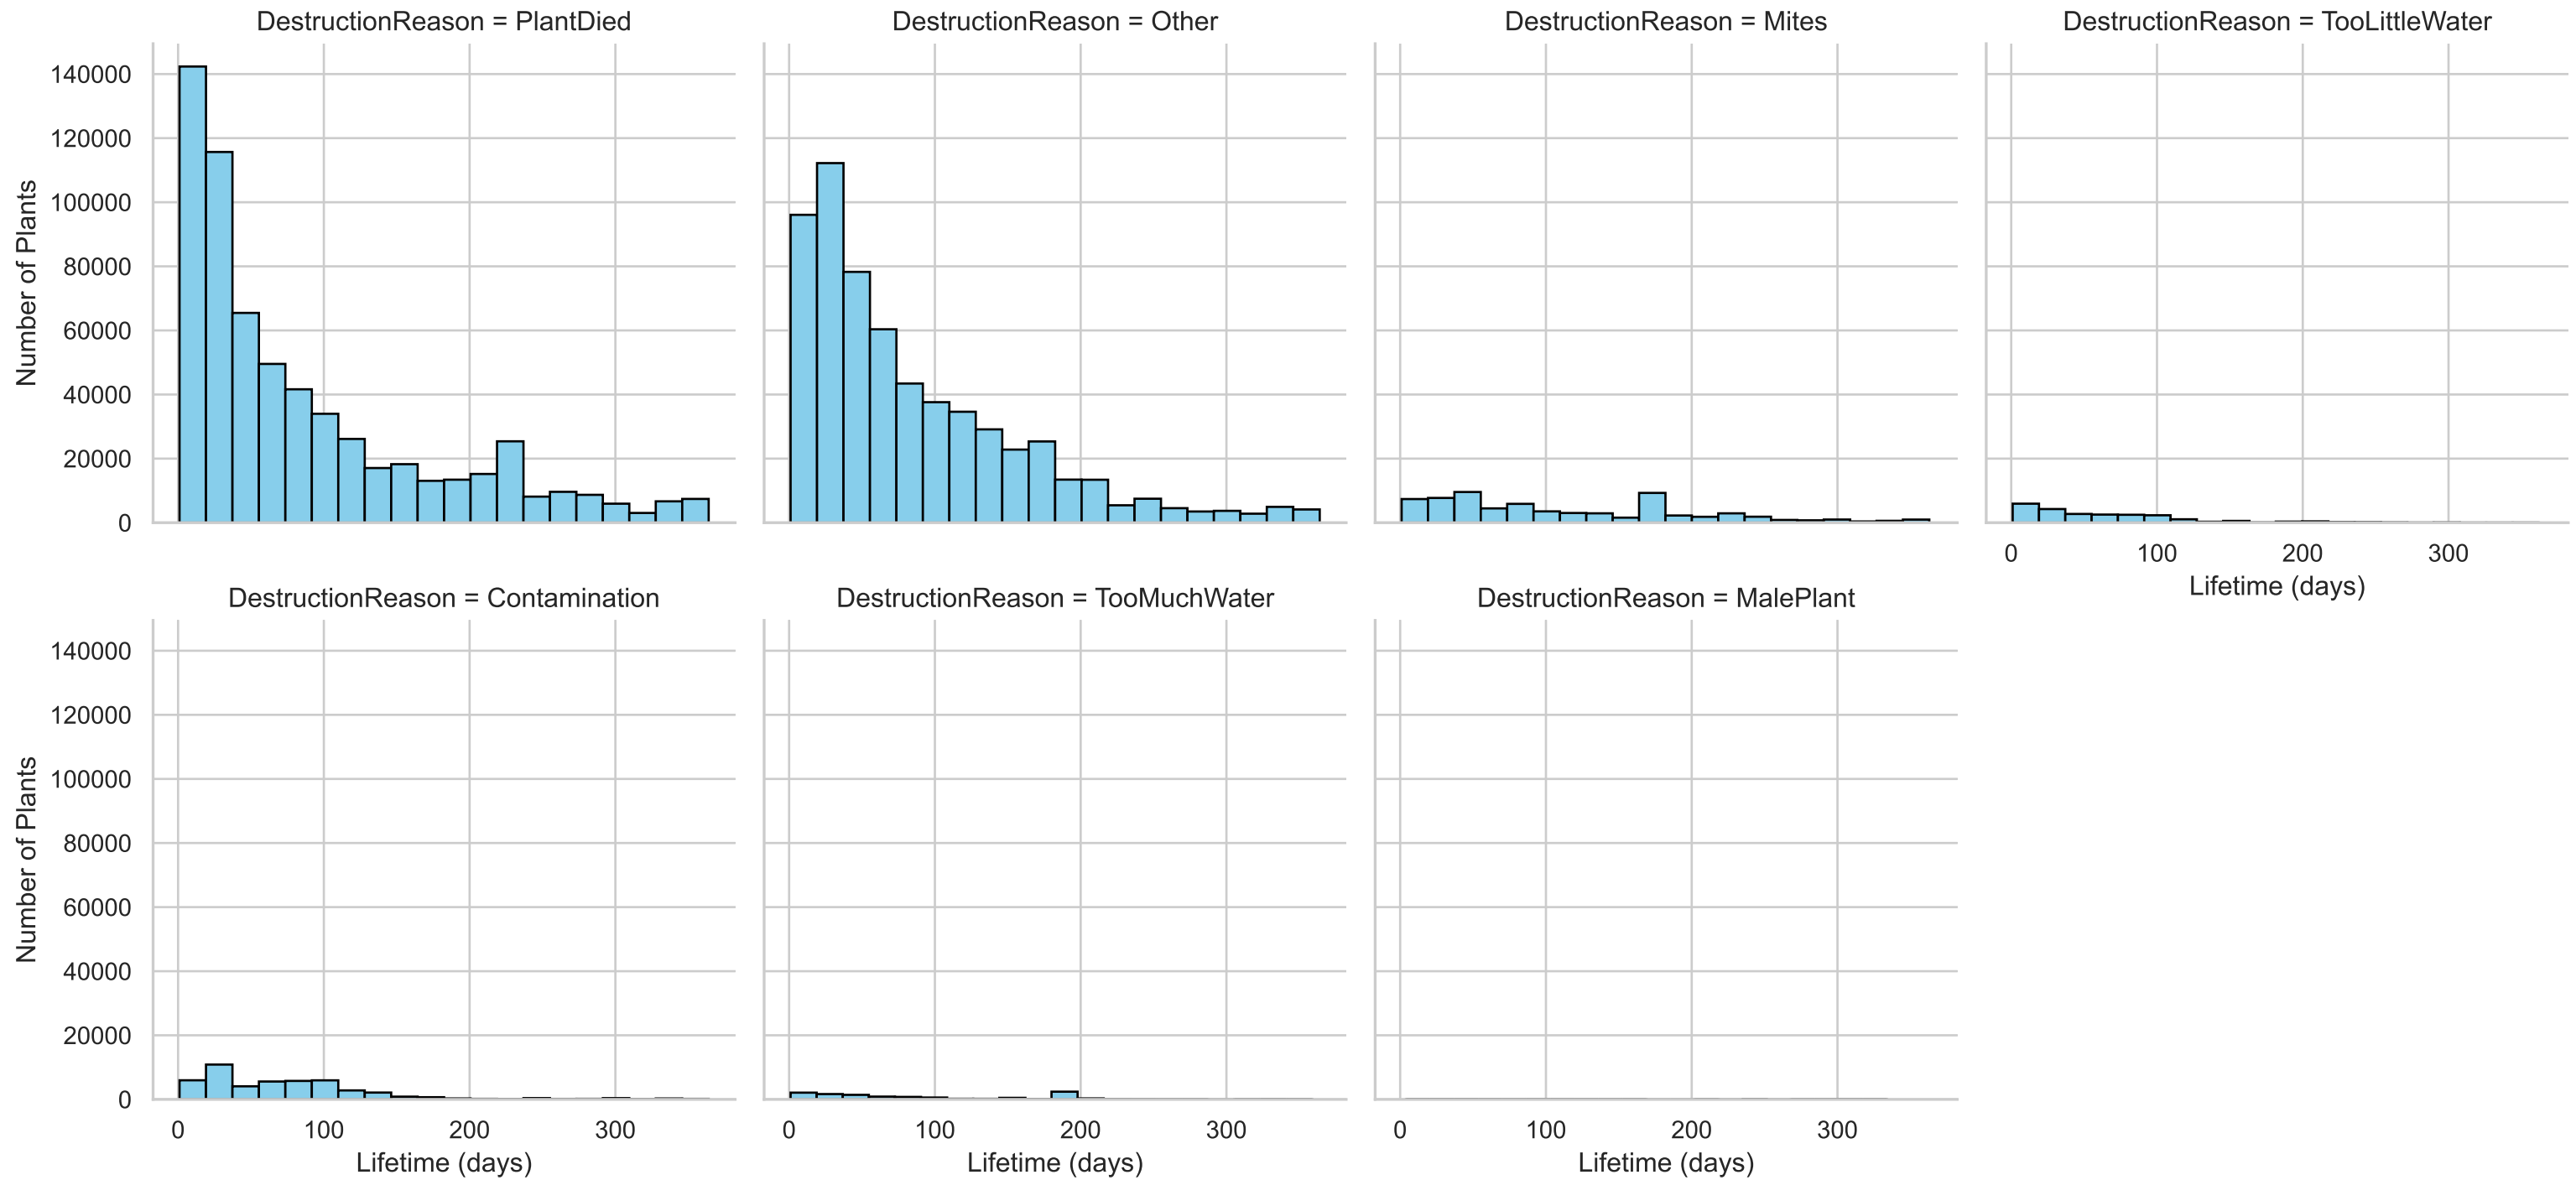 DestructionReason = PlantDied
DestructionReason = Other
DestructionReason = Mites
DestructionReason = TooLittleWater
Number of Plants
140000
120000
100000
80000
60000
40000
20000
0
0 100 200 300
Lifetime (days)
DestructionReason = Contamination
DestructionReason = TooMuchWater
DestructionReason = MalePlant
Number of Plants
140000
120000
100000
80000
60000
40000
20000
0
0 100 200 300
Lifetime (days)
0 100 200 300
Lifetime (days)
0 100 200 300
Lifetime (days)